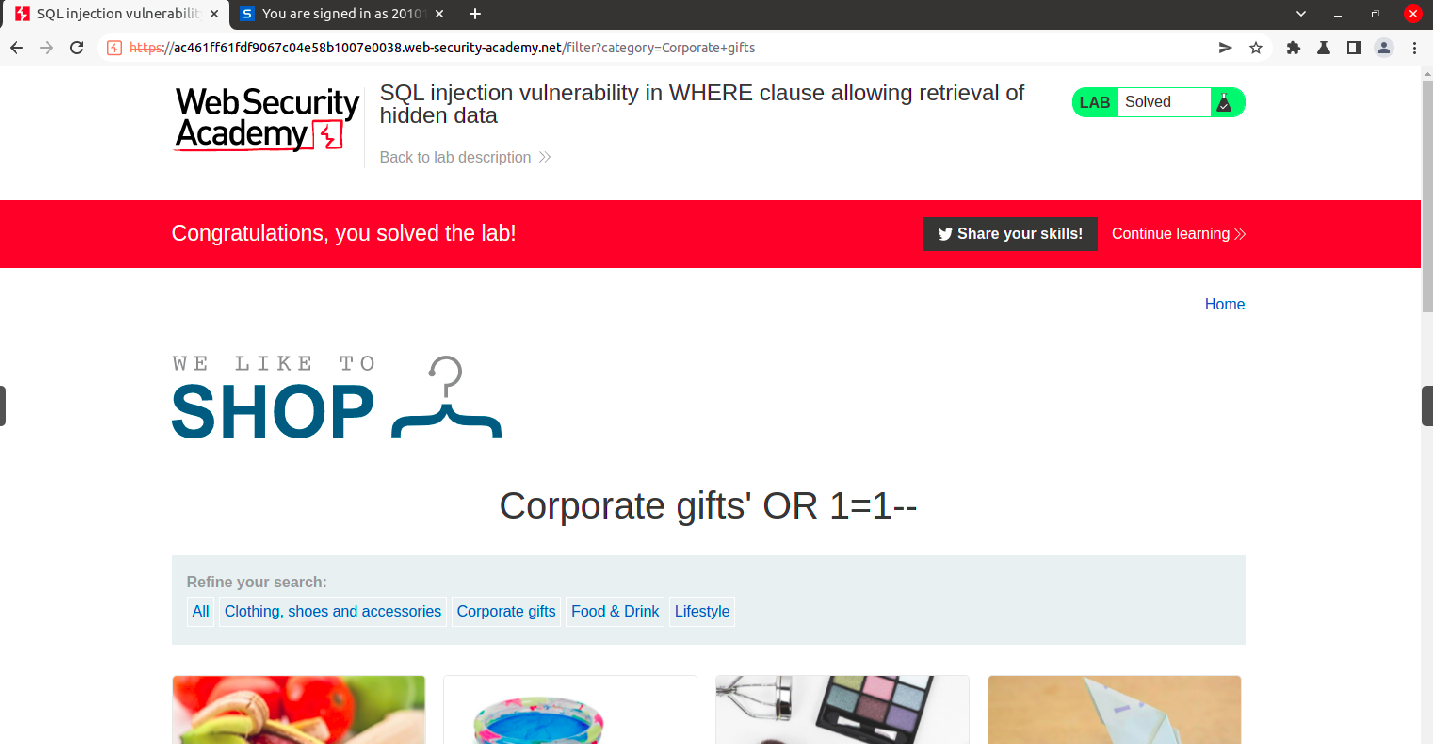 SQL injection vulnerability
You are signed in as 2010
https://ac461ff61fdf9067c04e58b1007e0038.web-security-academy.net/filter?category=Corporate+gifts
Web Security
Academy
SQL injection vulnerability in WHERE clause allowing retrieval of
hidden data
Back to lab description
LAB Solved
Congratulations, you solved the lab!
Share your skills!
Continue learning
Home
WE LIKE TO
SHOP
Corporate gifts' OR 1=1--
Refine your search:
All Clothing, shoes and accessories Corporate gifts Food & Drink Lifestyle